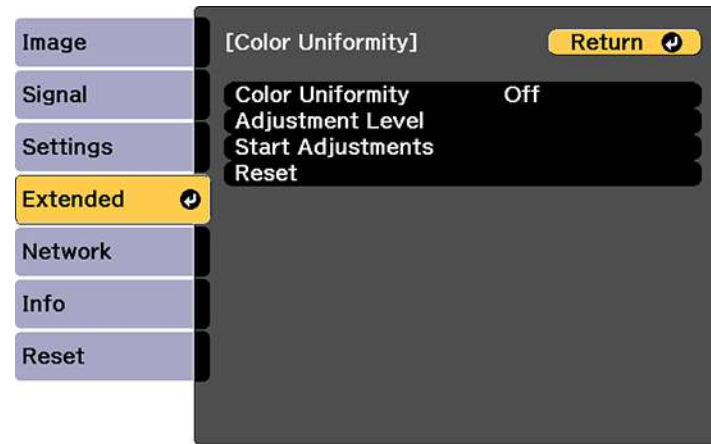 Image
Signal
Settings
Extended
Network
Info
Reset
[Color Uniformity]
Return
Color Uniformity Off
Adjustment Level
Start Adjustments
Reset